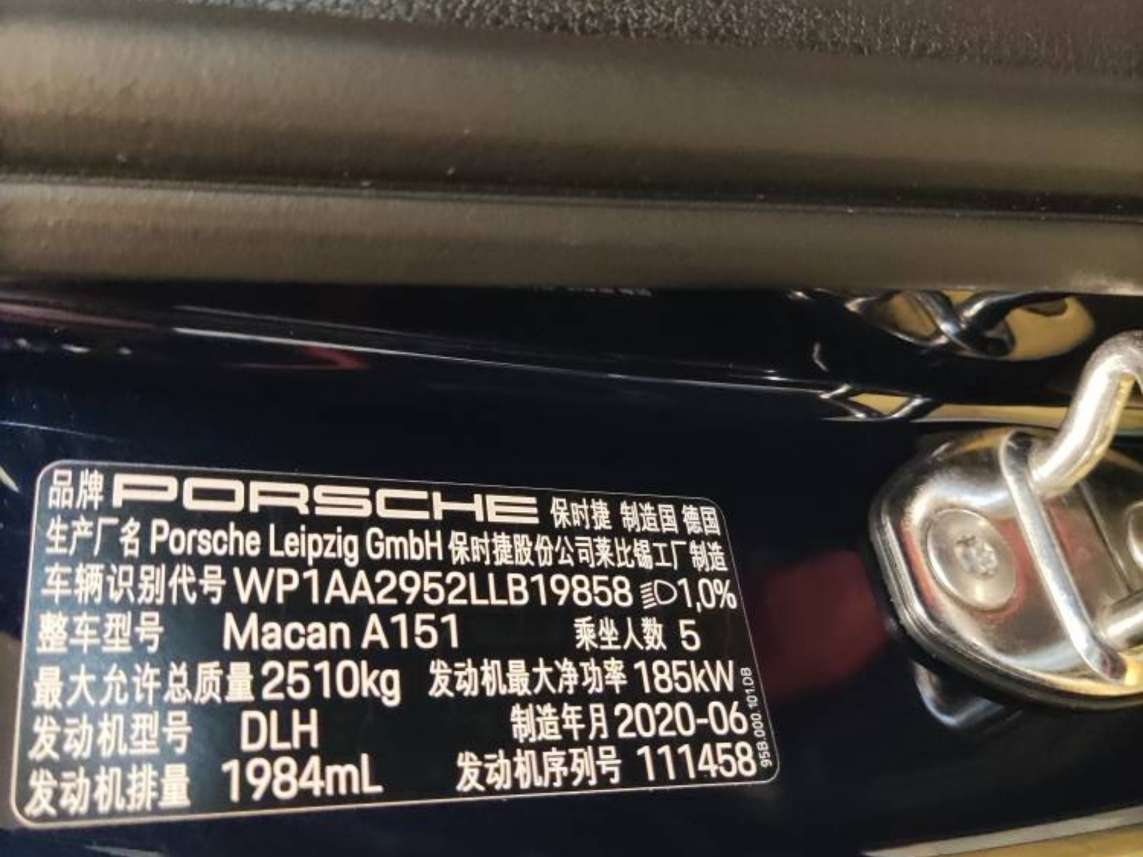 品牌 PORSCHE 保时捷 制造国 德国
生产厂名 Porsche Leipzig GmbH 保时捷股份公司莱比锡工厂制造
车辆识别代号 WP1AA2952LLB19858 1,0%
整车型号 Macan A151 乘坐人数 5
最大允许总质量 2510kg 发动机最大净功率 185kW
发动机型号 DLH 制造年月 2020-06
发动机排量 1984mL 发动机序列号 111458
95B.000.101.DB